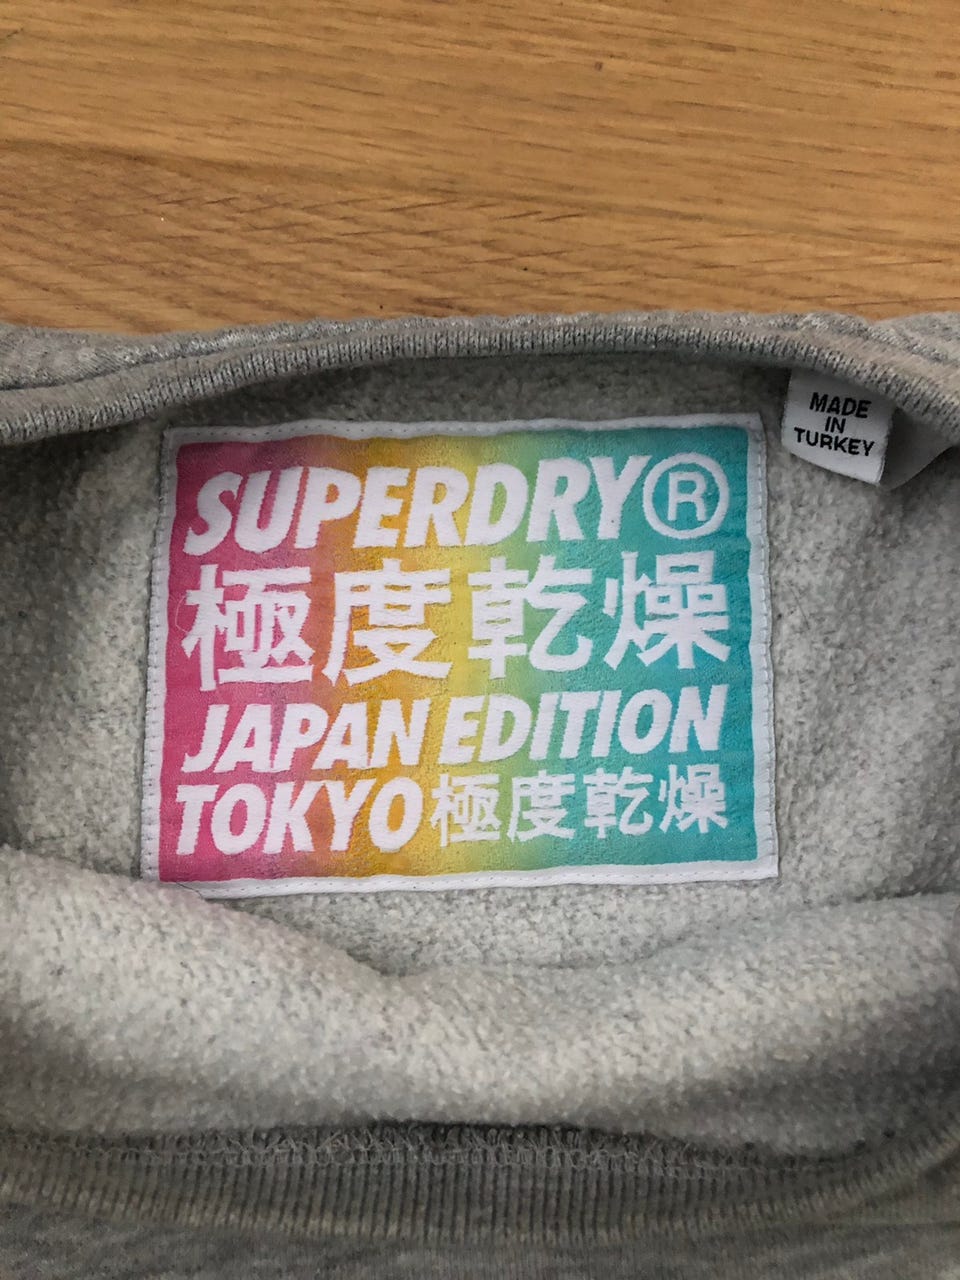 SUPERDRY®
極度乾燥
JAPAN EDITION
TOKYO極度乾燥
MADE
IN
TURKEY